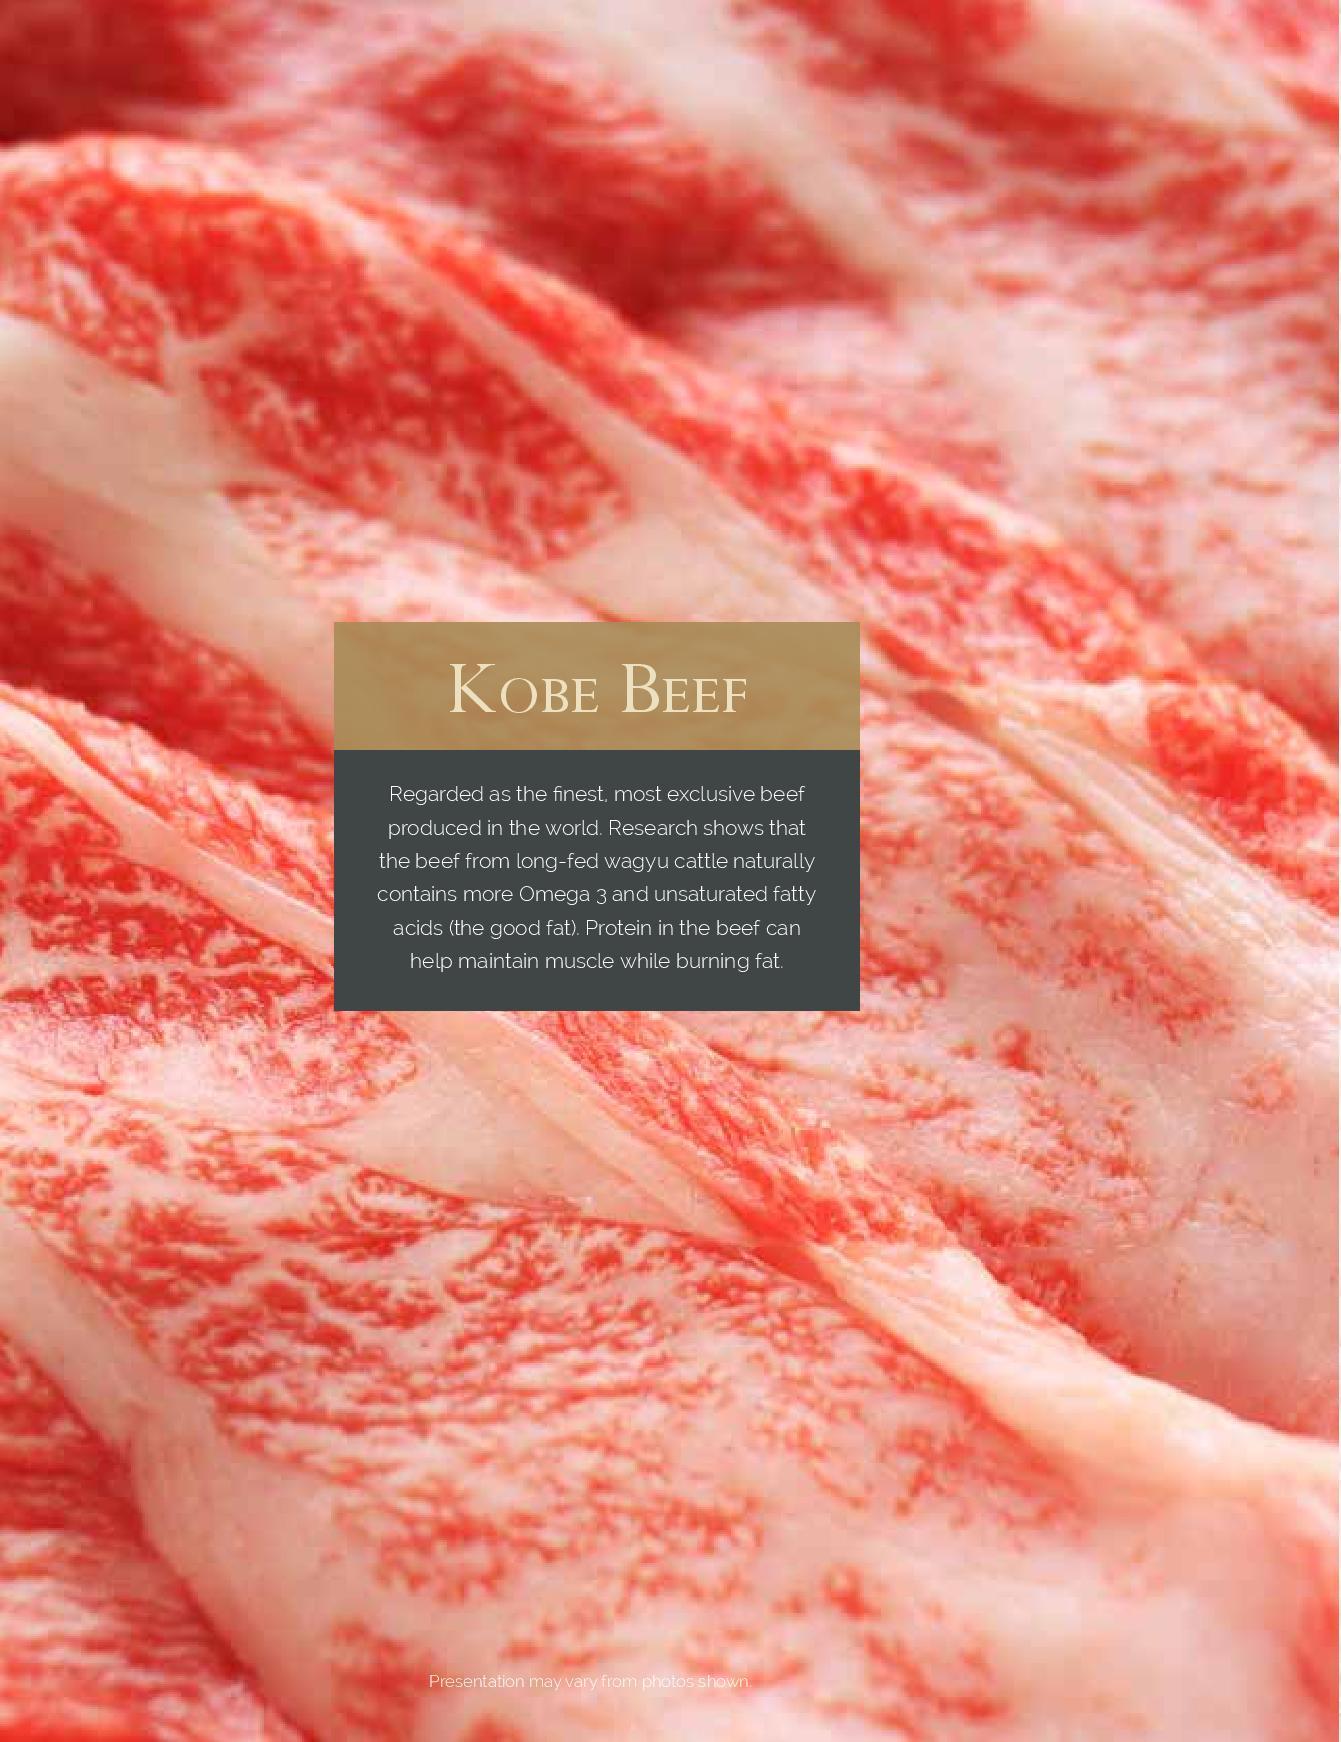 Kobe Beef
Regarded as the finest, most exclusive beef
produced in the world. Research shows that
the beef from long-fed wagyu cattle naturally
contains more Omega 3 and unsaturated fatty
acids (the good fat). Protein in the beef can
help maintain muscle while burning fat.
Presentation may vary from photos shown.